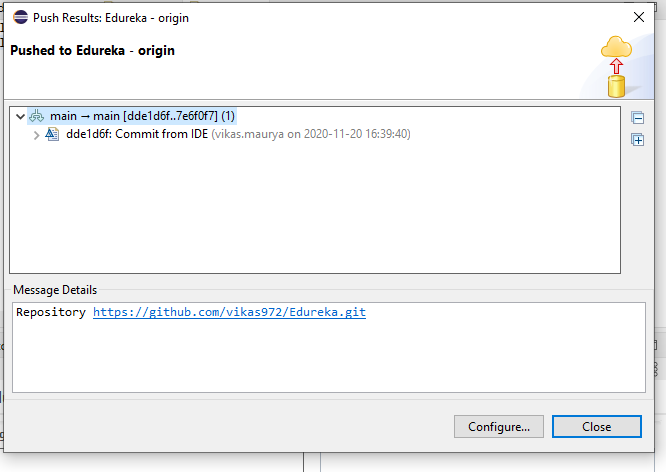 Push Results: Edureka - origin
Pushed to Edureka - origin
main → main [dde1d6f..7e6f0f7] (1)
dde1d6f: Commit from IDE (vikas.maurya on 2020-11-20 16:39:40)
Message Details
Repository https://github.com/vikas972/Edureka.git
Configure...
Close